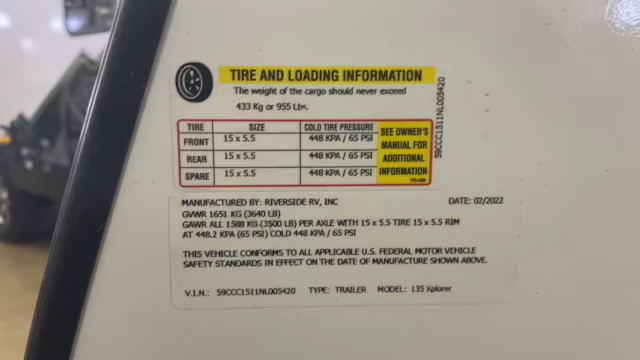 TIRE AND LOADING INFORMATION
The weight of the cargo should never exceed
433 Kg or 955 Lbs.
TIRE SIZE COLD TIRE PRESSURE SEE OWNER'S MANUAL FOR ADDITIONAL INFORMATION
FRONT 15 x 5.5 448 KPA / 65 PSI
REAR 15 x 5.5 448 KPA / 65 PSI
SPARE 15 x 5.5 448 KPA / 65 PSI
59CCC1511NL005420
MANUFACTURED BY: RIVERSIDE RV, INC DATE: 02/2022
GVWR 1651 KG (3640 LB)
GAWR ALL 1588 KG (3500 LB) PER AXLE WITH 15 x 5.5 TIRE 15 x 5.5 RIM
AT 448.2 KPA (65 PSI) COLD 448 KPA / 65 PSI
THIS VEHICLE CONFORMS TO ALL APPLICABLE U.S. FEDERAL MOTOR VEHICLE
SAFETY STANDARDS IN EFFECT ON THE DATE OF MANUFACTURE SHOWN ABOVE.
V.I.N.: 59CCC1511NL005420 TYPE: TRAILER MODEL: 135 Xplorer